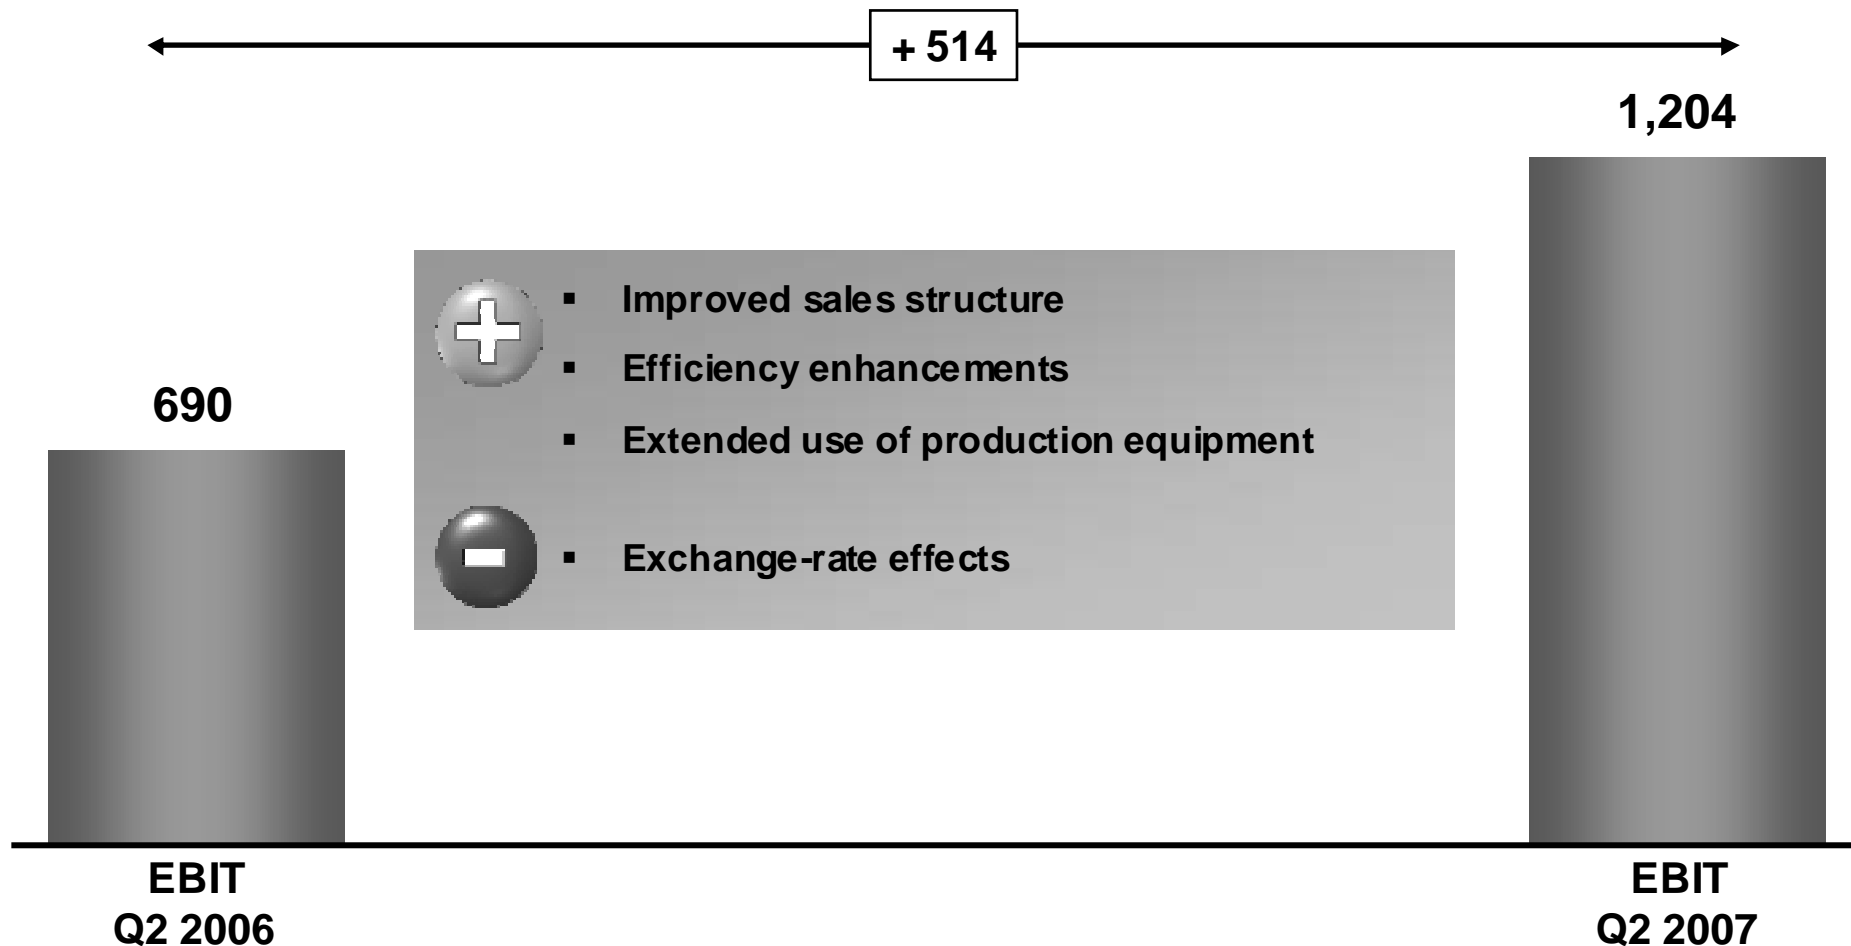 + 514
1,204
690
▪ Improved sales structure
▪ Efficiency enhancements
▪ Extended use of production equipment
▪ Exchange-rate effects
EBIT
Q2 2006
EBIT
Q2 2007